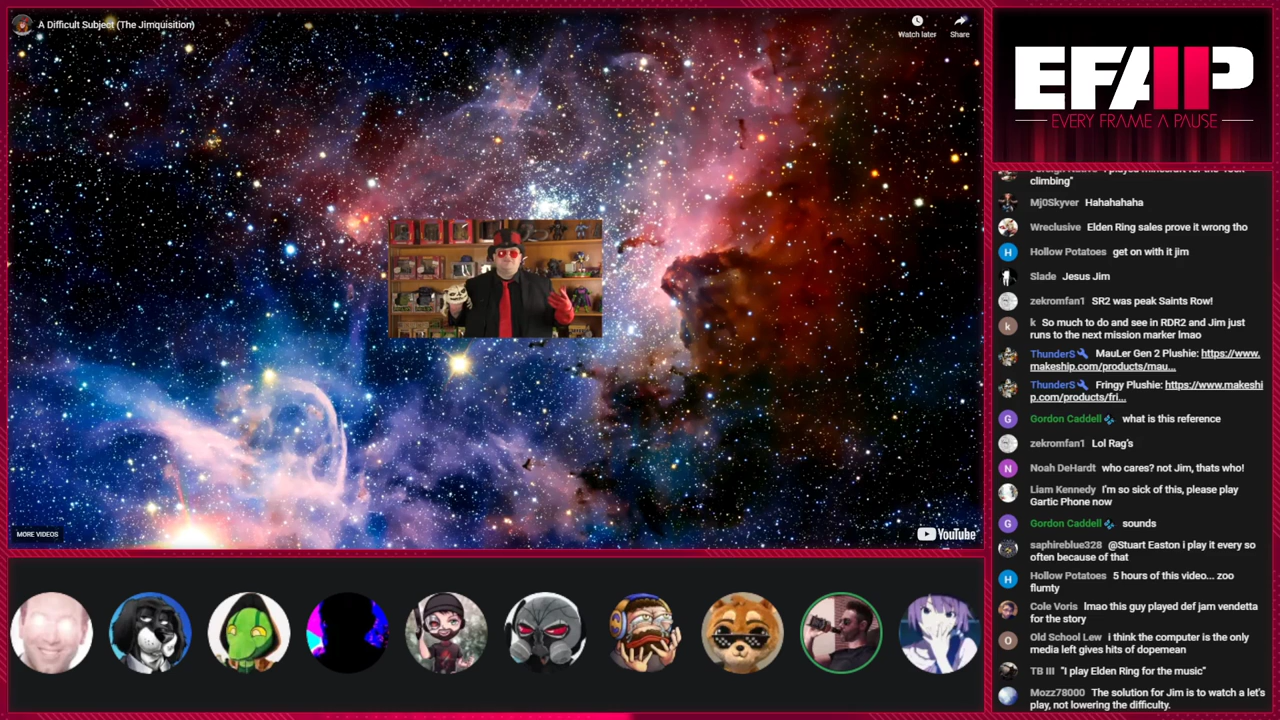 A Difficult Subject (The Jimquisition)
Watch later
Share
MORE VIDEOS
YouTube
EFAP
EVERY FRAME A PAUSE
climbing"
Mj0Skyver Hahahahaha
Wreclusive Elden Ring sales prove it wrong tho
H
Hollow Potatoes get on with it jim
Slade Jesus Jim
zekromfan1 SR2 was peak Saints Row!
k
k So much to do and see in RDR2 and Jim just
runs to the next mission marker lmao
ThunderS MauLer Gen 2 Plushie: https://www.
makeship.com/products/mau...
ThunderS Fringy Plushie: https://www.makeshi
p.com/products/fri...
G
Gordon Caddell what is this reference
zekromfan1 Lol Rag's
N
Noah DeHardt who cares? not Jim, thats who!
Liam Kennedy I'm so sick of this, please play
Gartic Phone now
G
Gordon Caddell sounds
saphireblue328 @Stuart Easton i play it every so
often because of that
H
Hollow Potatoes 5 hours of this video... zoo
flumty
Cole Voris lmao this guy played def jam vendetta
for the story
O
Old School Lew i think the computer is the only
media left gives hits of dopemean
TB III "I play Elden Ring for the music"
Mozz78000 The solution for Jim is to watch a let's
play, not lowering the difficulty.